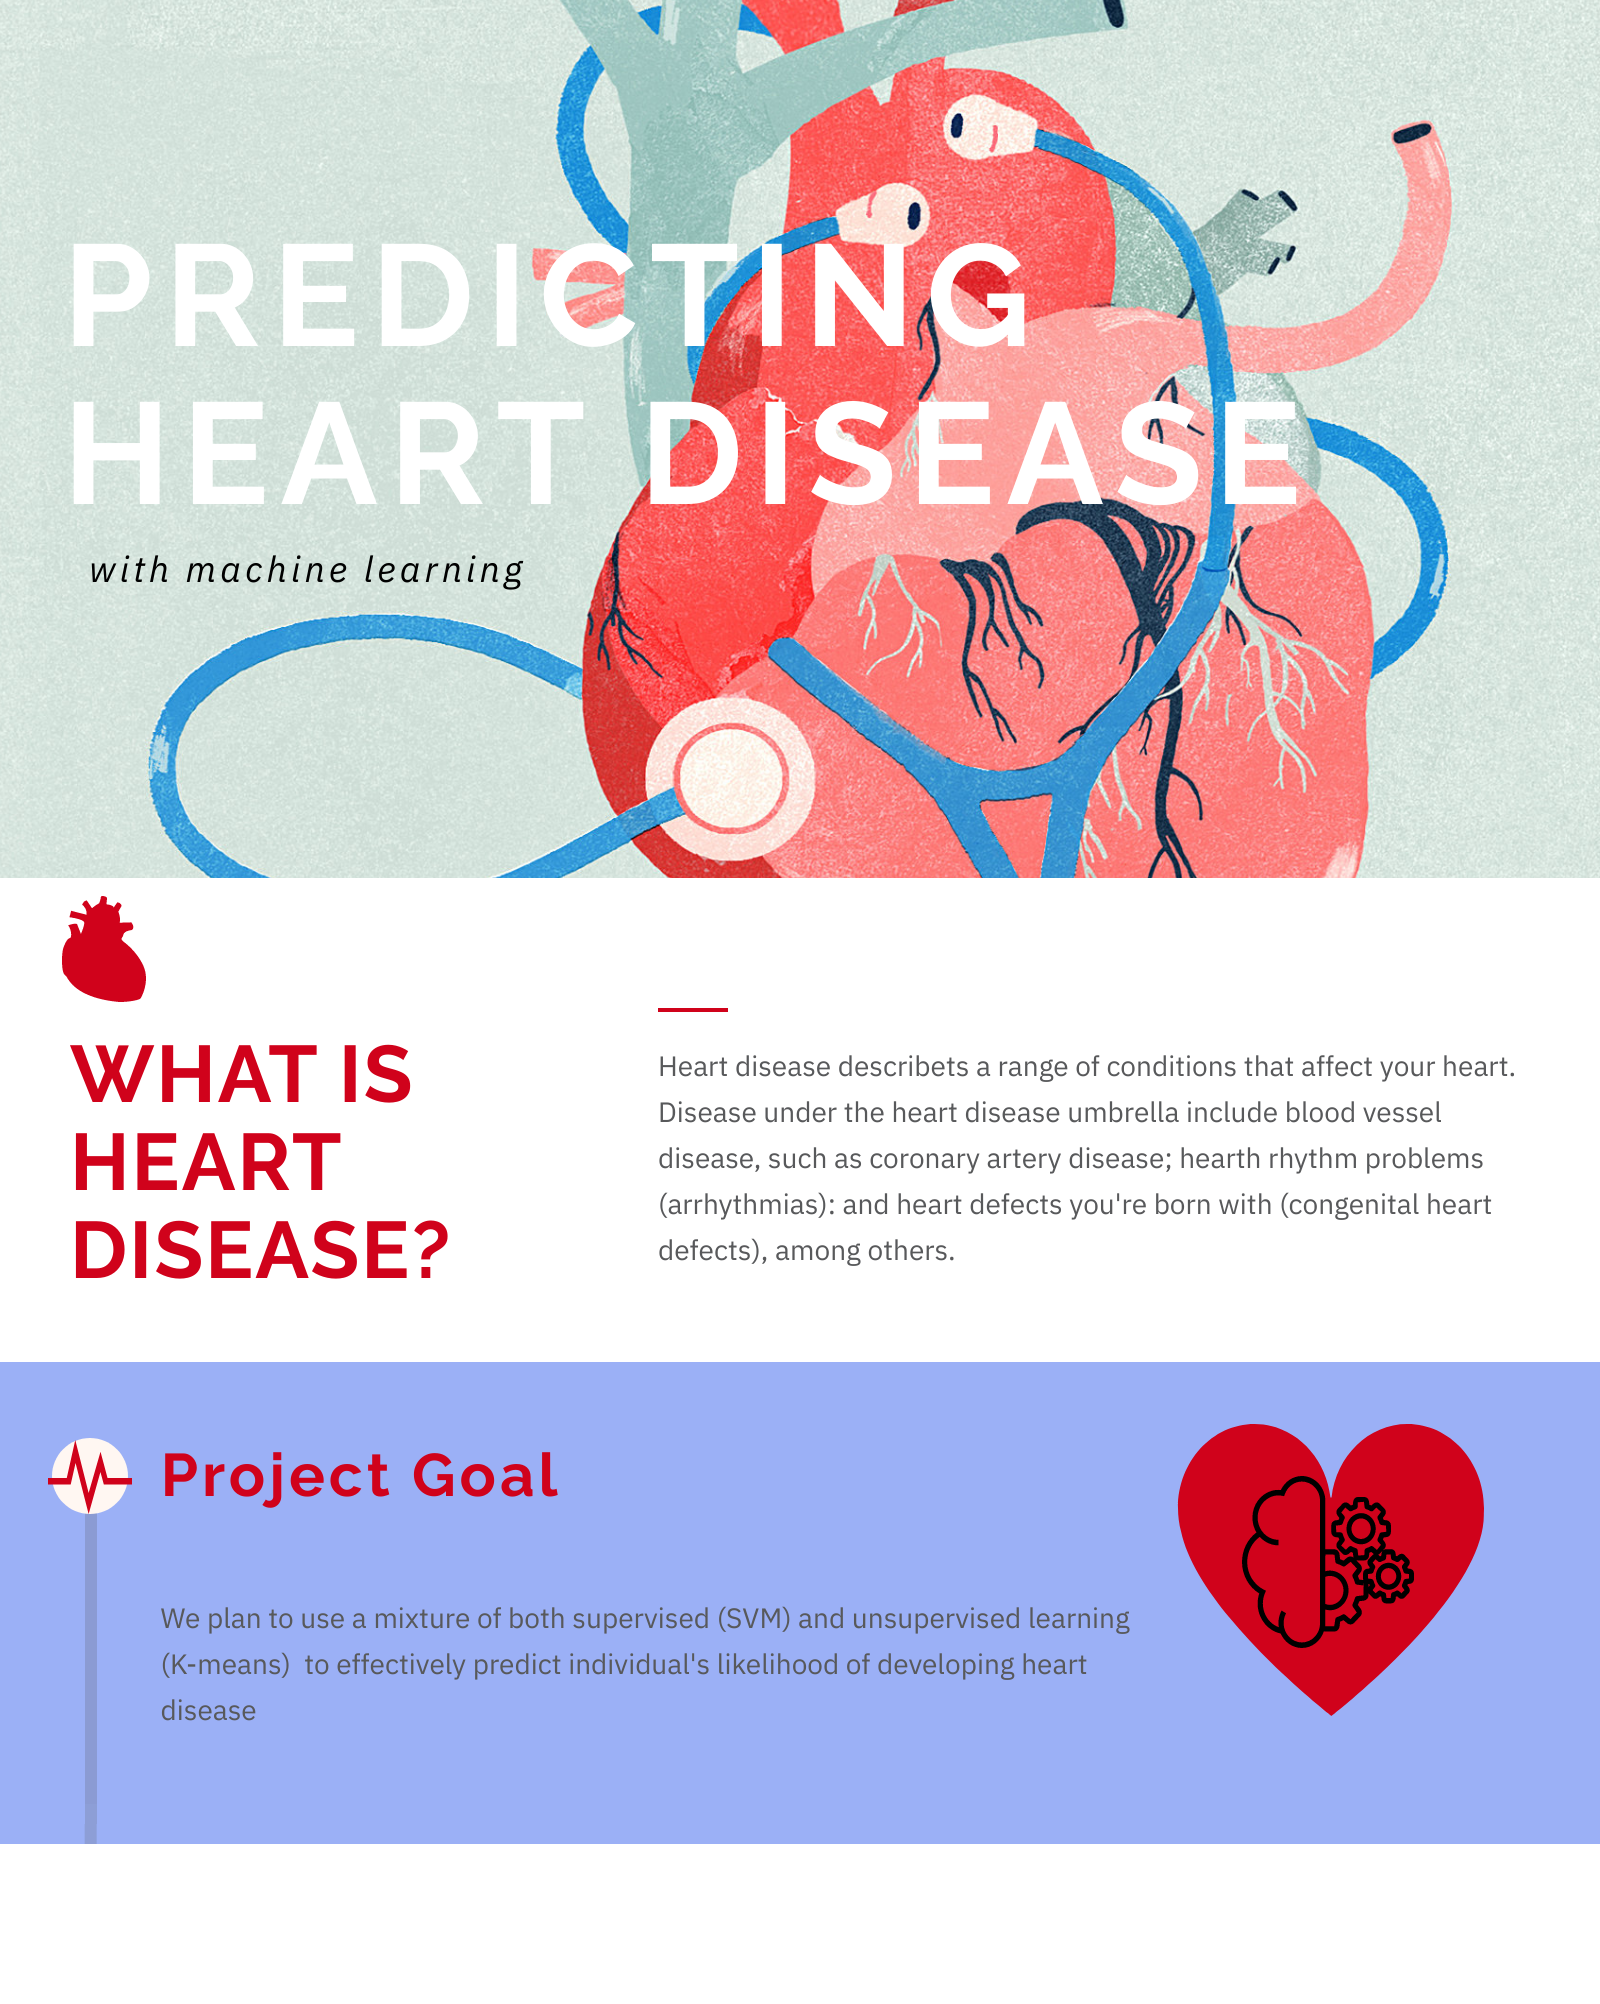 PREDICTING
HEART DISEASE
with machine learning
WHAT IS
HEART
DISEASE?
Heart disease describets a range of conditions that affect your heart.
Disease under the heart disease umbrella include blood vessel
disease, such as coronary artery disease; hearth rhythm problems
(arrhythmias): and heart defects you're born with (congenital heart
defects), among others.
Project Goal
We plan to use a mixture of both supervised (SVM) and unsupervised learning
(K-means)  to effectively predict individual's likelihood of developing heart
disease